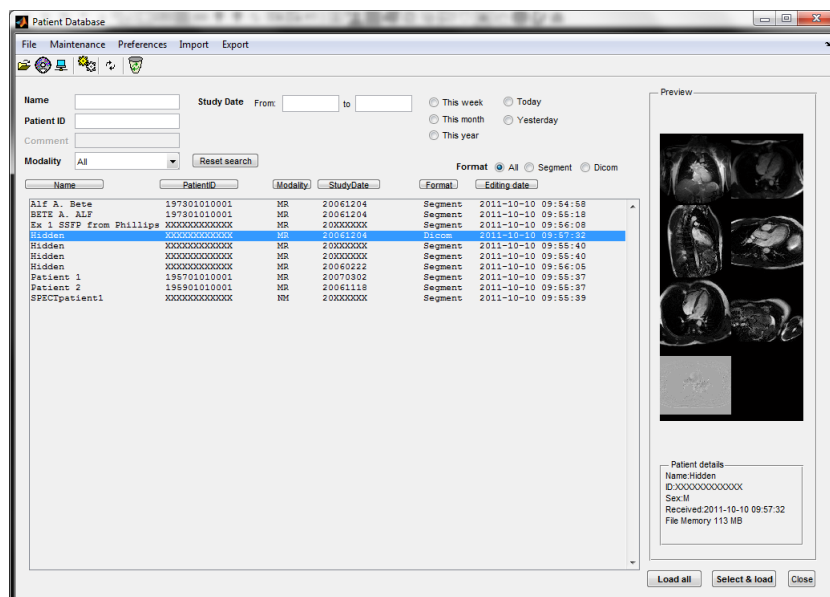 Patient Database
File Maintenance Preferences Import Export
Name Study Date From: to This week Today
Patient ID This month Yesterday
Comment This year
Modality All Reset search Format All Segment Dicom
Name PatientID Modality StudyDate Format Editing date
Alf A. Bete 197301010001 MR 20061204 Segment 2011-10-10 09:54:58
BETE A. ALF 197301010001 MR 20061204 Segment 2011-10-10 09:55:18
Ex 1 SSFP from Phillips XXXXXXXXXXXX MR 20XXXXXX Segment 2011-10-10 09:56:08
Hidden XXXXXXXXXXXX MR 20061204 Dicom 2011-10-10 09:57:32
Hidden XXXXXXXXXXXX MR 20XXXXXX Segment 2011-10-10 09:55:40
Hidden XXXXXXXXXXXX MR 20XXXXXX Segment 2011-10-10 09:55:40
Hidden XXXXXXXXXXXX MR 20060222 Segment 2011-10-10 09:56:05
Patient 1 195701010001 MR 20070302 Segment 2011-10-10 09:55:37
Patient 2 195901010001 MR 20061118 Segment 2011-10-10 09:55:37
SPECTpatient1 XXXXXXXXXXXX NM 20XXXXXX Segment 2011-10-10 09:55:39
Preview
Patient details
Name:Hidden
ID:XXXXXXXXXXXX
Sex:M
Received:2011-10-10 09:57:32
File Memory 113 MB
Load all Select & load Close